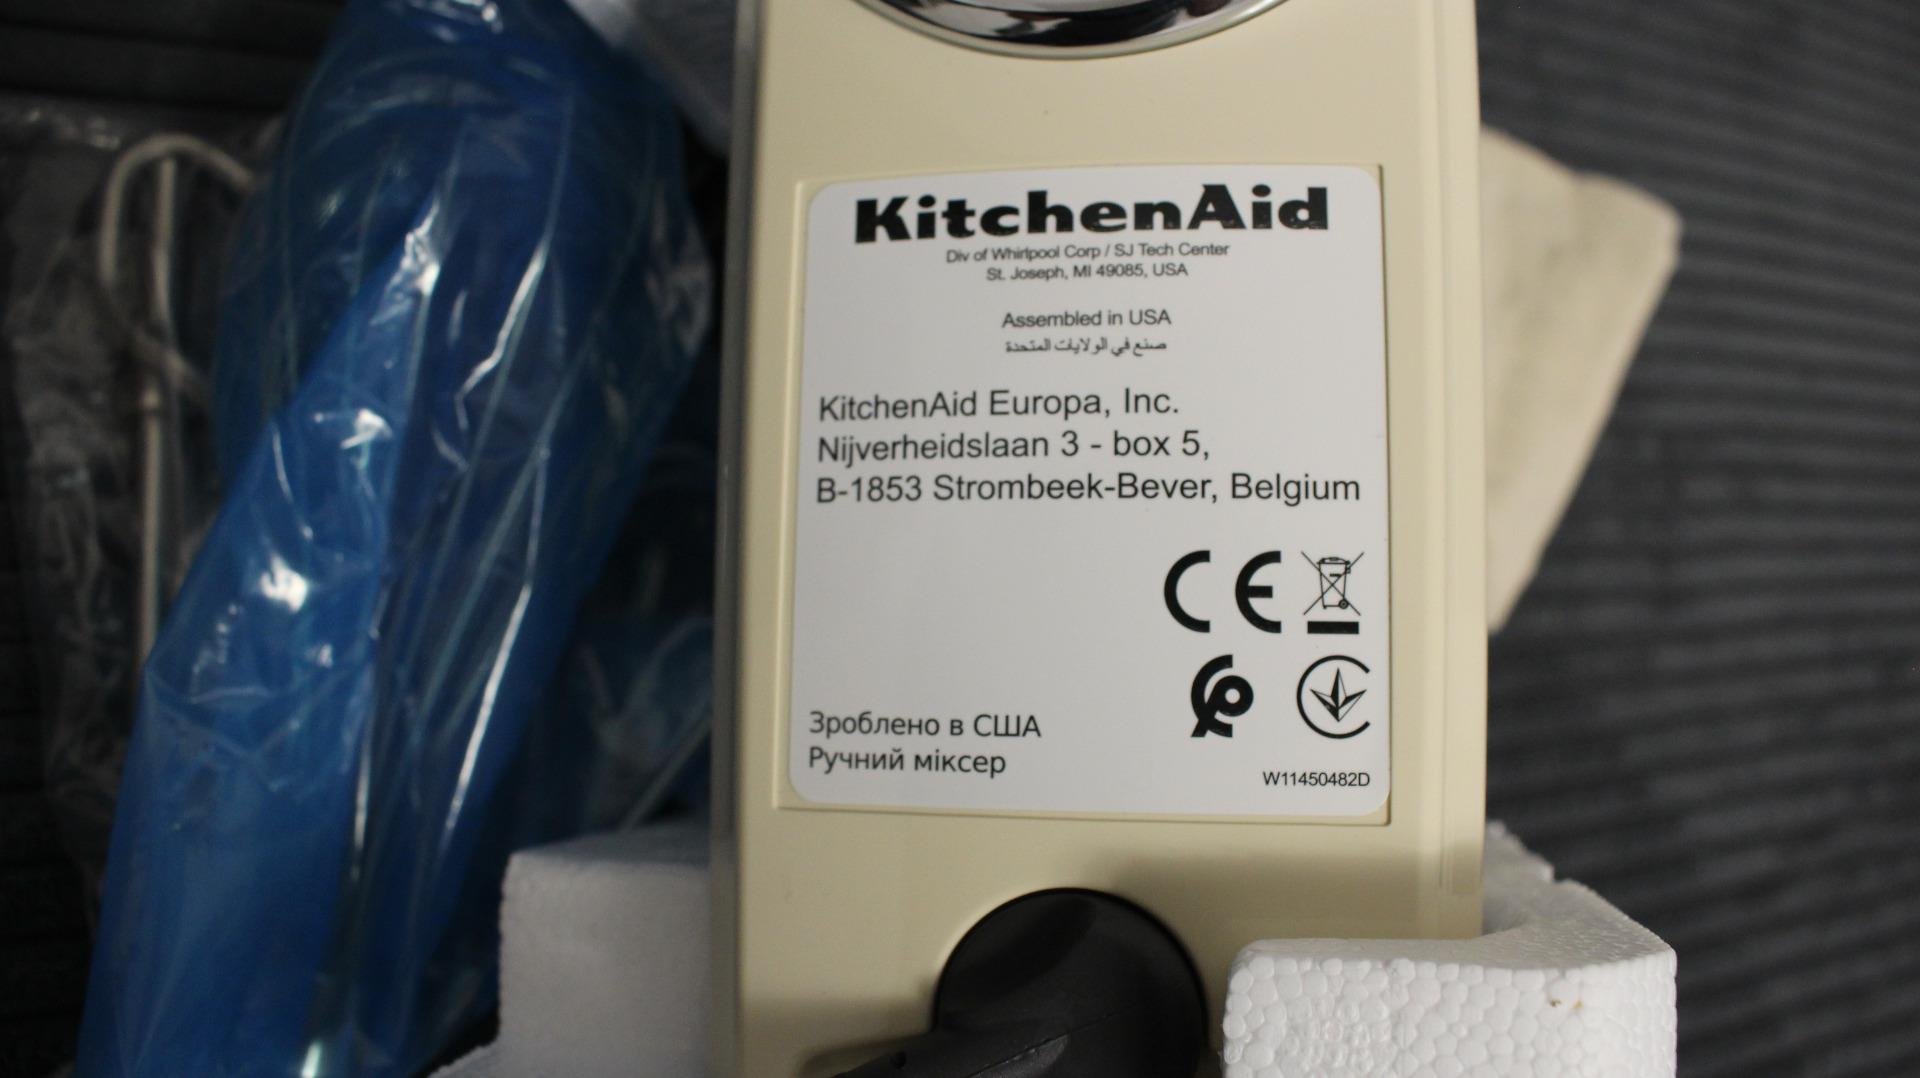 KitchenAid
Div of Whirlpool Corp / SJ Tech Center
St. Joseph, MI 49085, USA
Assembled in USA
صنع في الولايات المتحدة
KitchenAid Europa, Inc.
Nijverheidslaan 3 - box 5,
B-1853 Strombeek-Bever, Belgium
CE
Зроблено в США
Ручний міксер
W11450482D